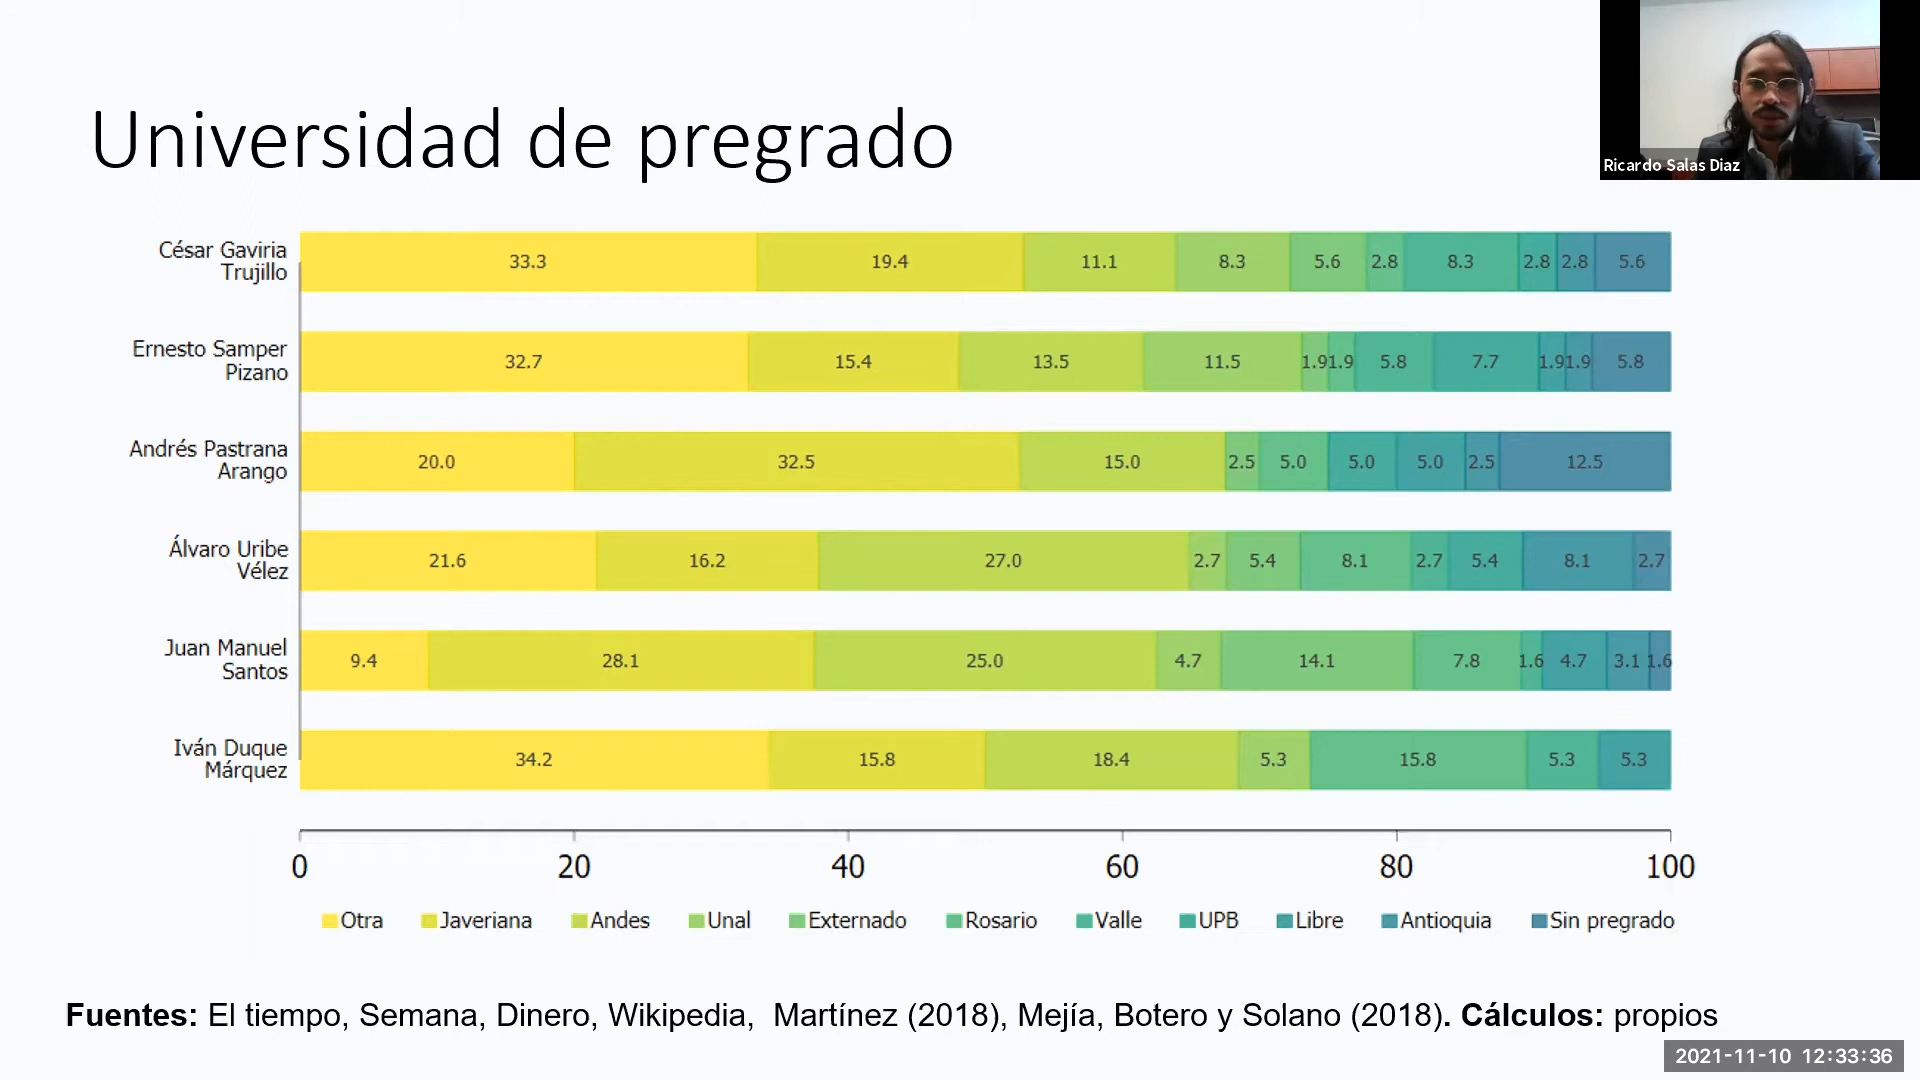 Universidad de pregrado
Ricardo Salas Diaz
César Gaviria
Trujillo
33.3 19.4 11.1 8.3 5.6 2.8 8.3 2.8 2.8 5.6
Ernesto Samper
Pizano
32.7 15.4 13.5 11.5 1.9 1.9 5.8 7.7 1.9 1.9 5.8
Andrés Pastrana
Arango
20.0 32.5 15.0 2.5 5.0 5.0 5.0 2.5 12.5
Álvaro Uribe
Vélez
21.6 16.2 27.0 2.7 5.4 8.1 2.7 5.4 8.1 2.7
Juan Manuel
Santos
9.4 28.1 25.0 4.7 14.1 7.8 1.6 4.7 3.1 1.6
Iván Duque
Márquez
34.2 15.8 18.4 5.3 15.8 5.3 5.3
0 20 40 60 80 100
Otra Javeriana Andes Unal Externado Rosario Valle UPB Libre Antioquia Sin pregrado
Fuentes: El tiempo, Semana, Dinero, Wikipedia, Martínez (2018), Mejía, Botero y Solano (2018). Cálculos: propios
2021-11-10 12:33:36